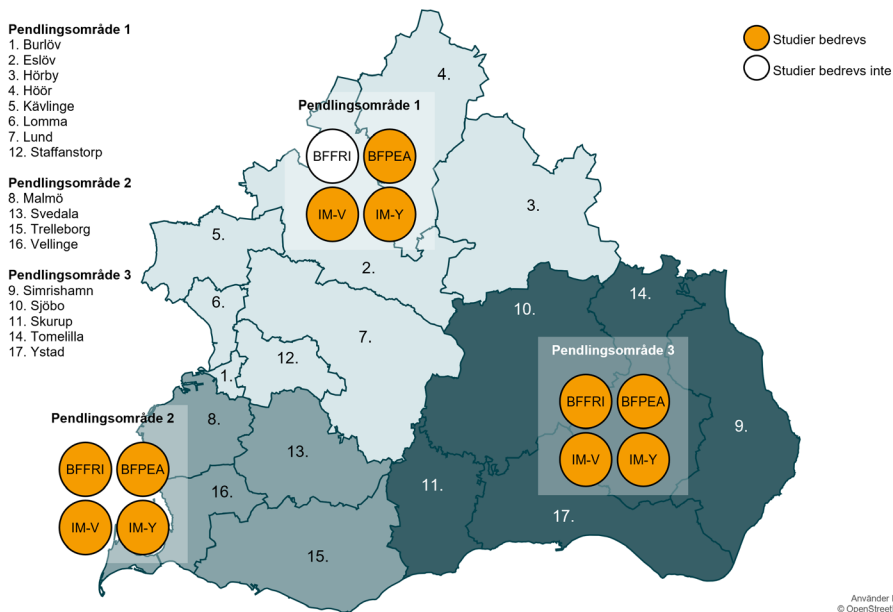 Pendlingsområde 1
1. Burlöv
2. Eslöv
3. Hörby
4. Höör
5. Kävlinge
6. Lomma
7. Lund
12. Staffanstorp
Pendlingsområde 2
8. Malmö
13. Svedala
15. Trelleborg
16. Vellinge
Pendlingsområde 3
9. Simrishamn
10. Sjöbo
11. Skurup
14. Tomelilla
17. Ystad
Studier bedrevs
Studier bedrevs inte
4.
Pendlingsområde 1
BFFRI BFPEA
IM-V IM-Y
3.
5.
2.
6.
14.
10.
7.
12.
1.
Pendlingsområde 3
BFFRI BFPEA
IM-V IM-Y
9.
Pendlingsområde 2
8.
BFFRI BFPEA
IM-V IM-Y
13.
16.
11.
17.
15.
Använder
© OpenStreet